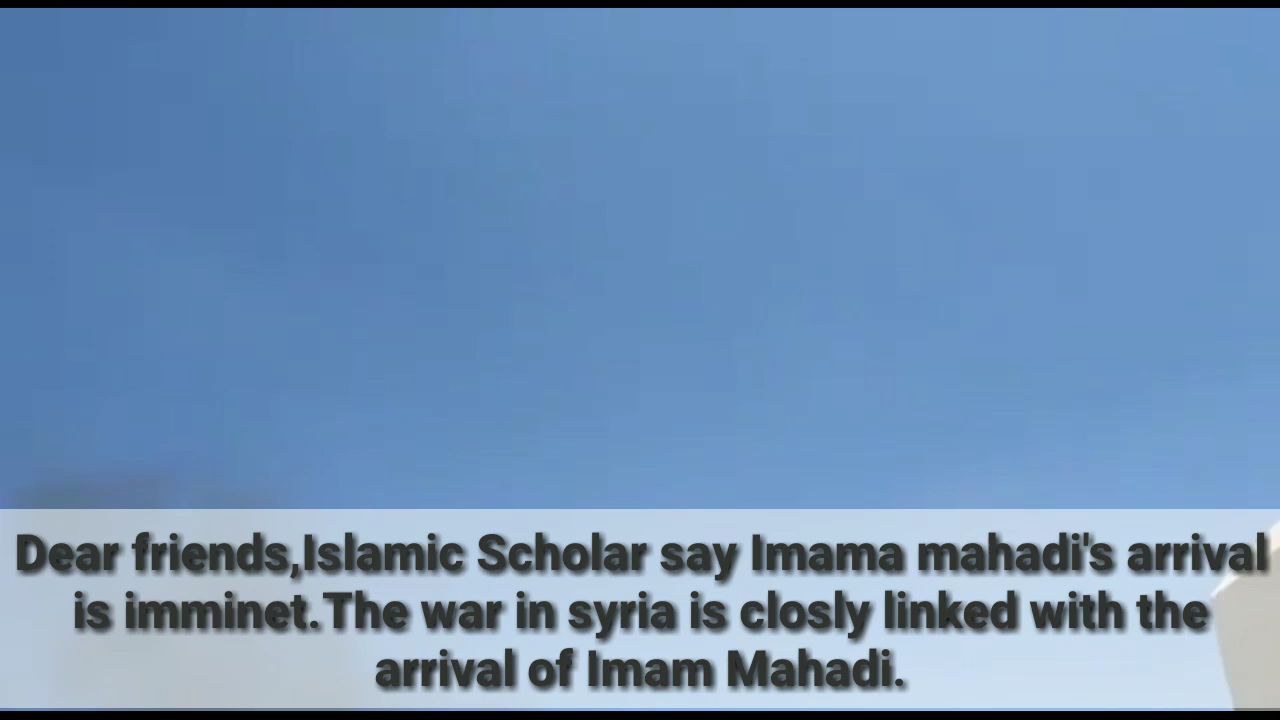 Dear friends,Islamic Scholar say Imama mahadi's arrival
is imminet.The war in syria is closly linked with the
arrival of Imam Mahadi.